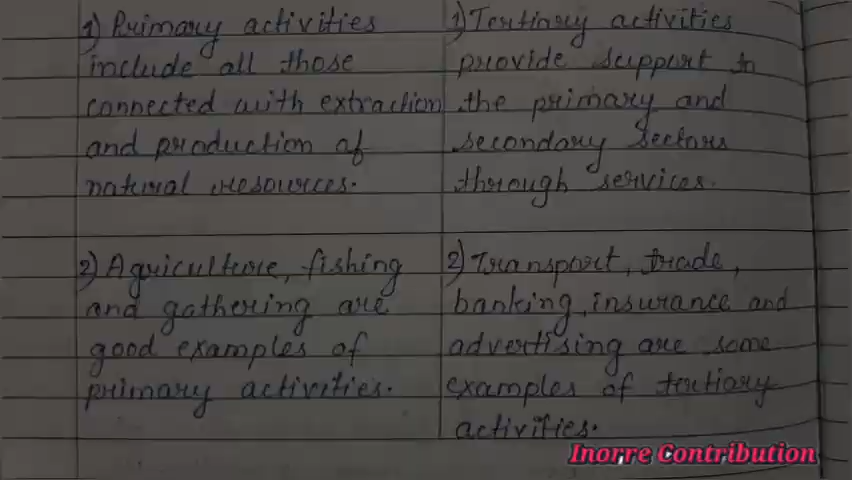 1) Primary activities
include all those
connected with extraction
and production of
natural resources.
2) Agriculture, fishing
and gathering are
good examples of
primary activities.
1) Tertinary activities
provide support to
the primary and
secondary sectors
through services.
2) Transport, trade,
banking, insurance and
advertising are some
examples of tertiary
activities.
Inorre Contribution